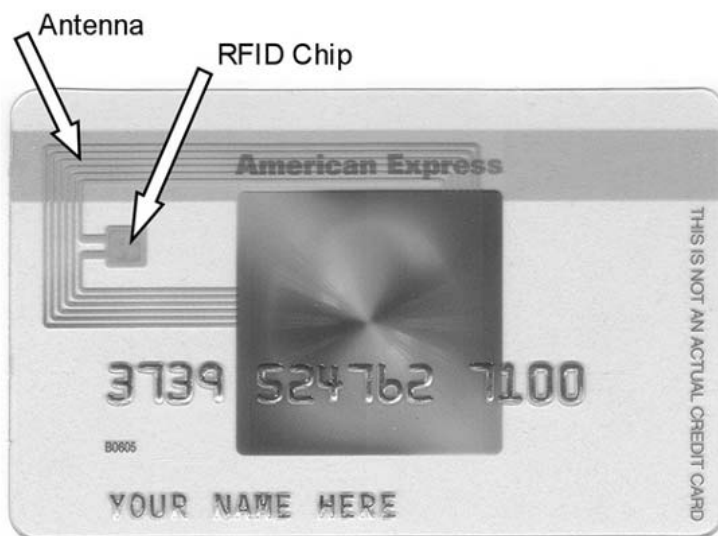 Antenna
RFID Chip
American Express
THIS IS NOT AN ACTUAL CREDIT CARD
3739 524762 7100
B0605
YOUR NAME HERE